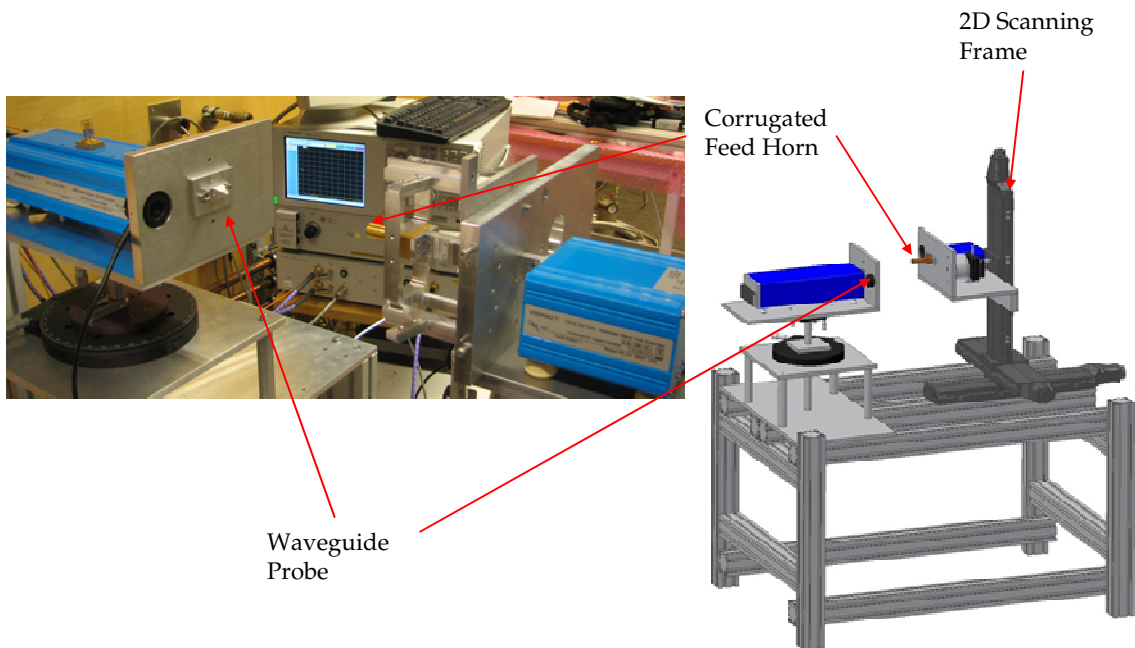 2D Scanning
Frame
Corrugated
Feed Horn
Waveguide
Probe